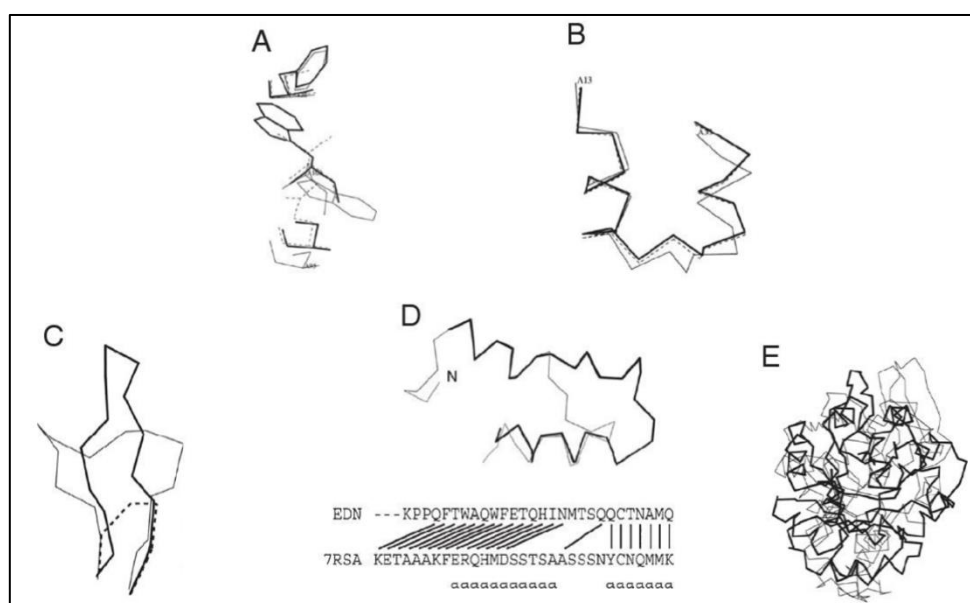 A
B
A13
C
D
N
E
EDN ---KPPQFTWAQWFETQHINMTSQQCTNAMQ
7RSA KETAAAKFERQHMDSSTSAASSSNYCNQMMK
aaaaaaaaaaa aaaaaaa